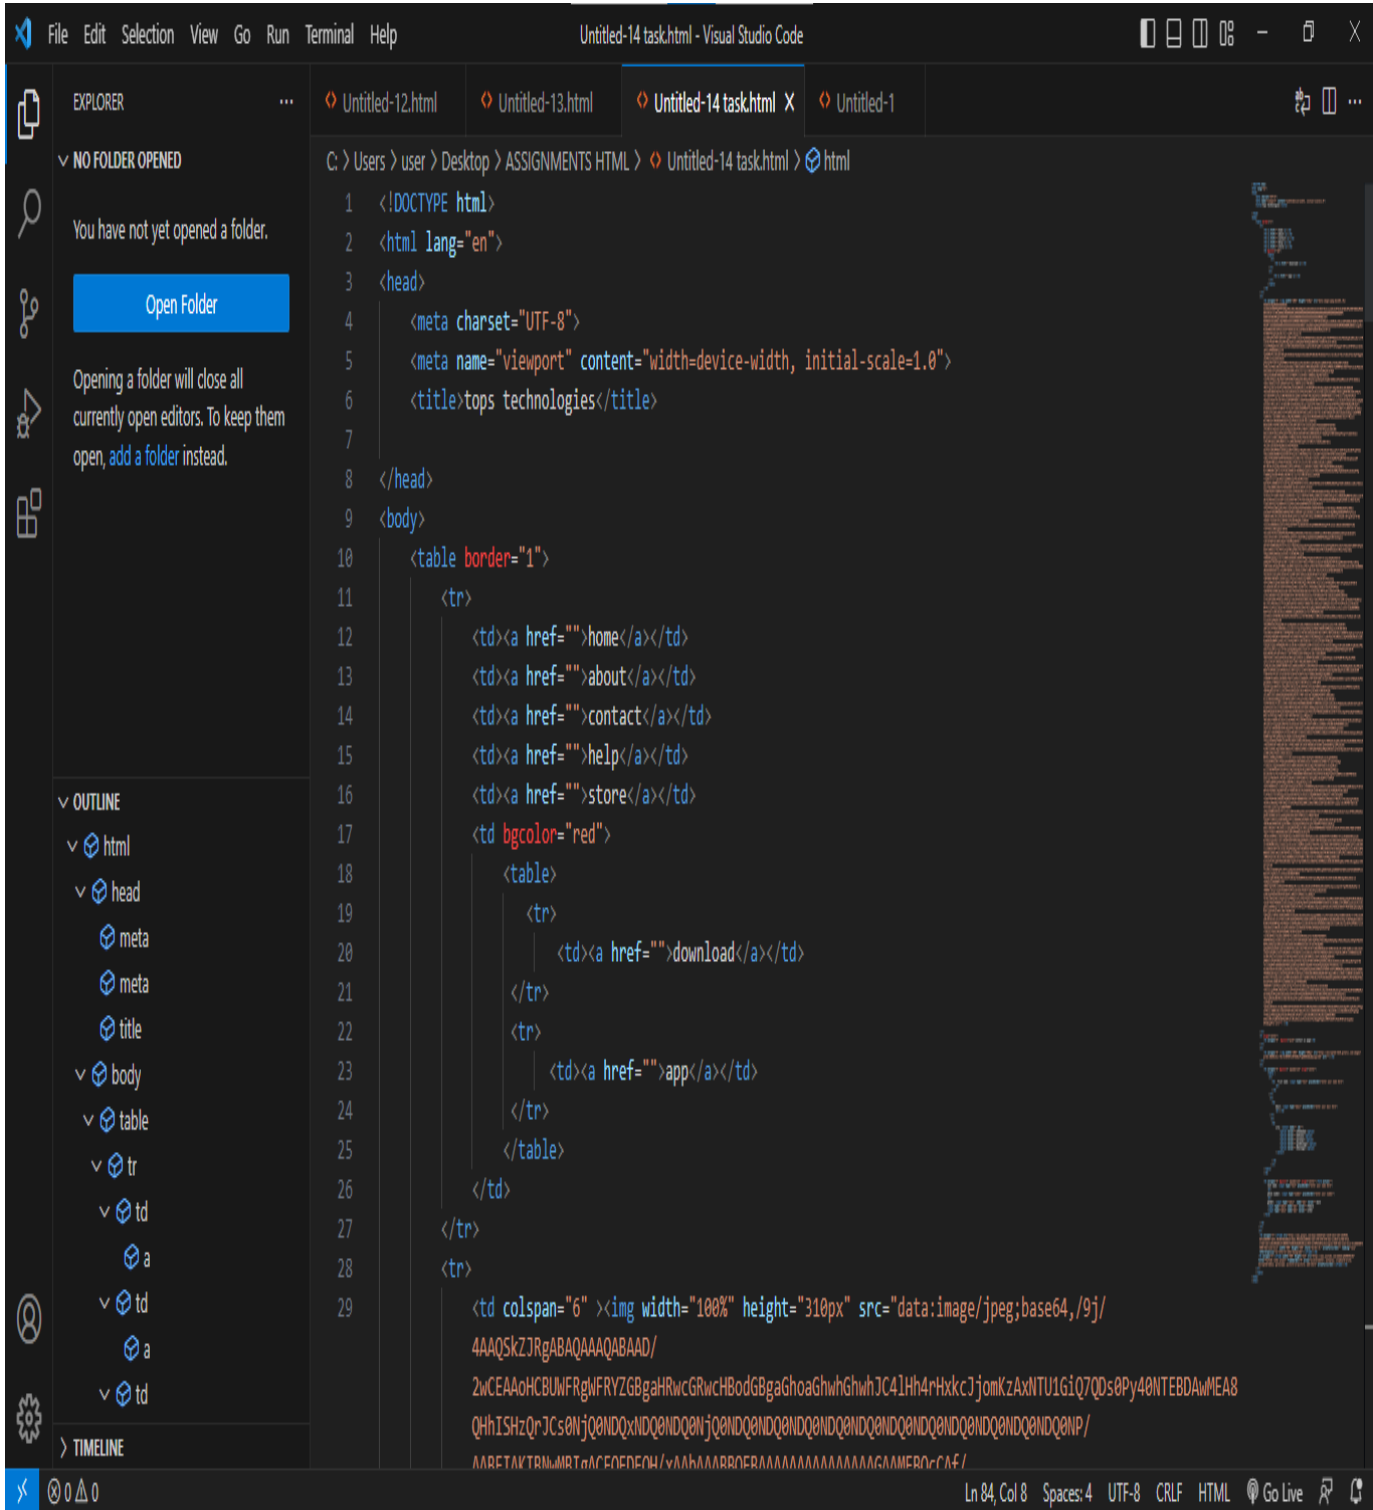 File Edit Selection View Go Run Terminal Help
Untitled-14 task.html - Visual Studio Code
EXPLORER
NO FOLDER OPENED
You have not yet opened a folder.
Open Folder
Opening a folder will close all
currently open editors. To keep them
open, add a folder instead.
OUTLINE
html
head
meta
meta
title
body
table
tr
td
a
td
a
td
TIMELINE
Untitled-12.html Untitled-13.html Untitled-14 task.html Untitled-1
C: > Users > user > Desktop > ASSIGNMENTS HTML > Untitled-14 task.html > html
1 <!DOCTYPE html>
2 <html lang="en">
3 <head>
4 <meta charset="UTF-8">
5 <meta name="viewport" content="width=device-width, initial-scale=1.0">
6 <title>tops technologies</title>
7
8 </head>
9 <body>
10 <table border="1">
11 <tr>
12 <td><a href="">home</a></td>
13 <td><a href="">about</a></td>
14 <td><a href="">contact</a></td>
15 <td><a href="">help</a></td>
16 <td><a href="">store</a></td>
17 <td bgcolor="red">
18 <table>
19 <tr>
20 <td><a href="">download</a></td>
21 </tr>
22 <tr>
23 <td><a href="">app</a></td>
24 </tr>
25 </table>
26 </td>
27 </tr>
28 <tr>
29 <td colspan="6" ><img width="100%" height="310px" src="data:image/jpeg;base64,/9j/
4AAQSkZJRgABAQAAAQABAAD/
0 0
Ln 84, Col 8 Spaces: 4 UTF-8 CRLF HTML Go Live